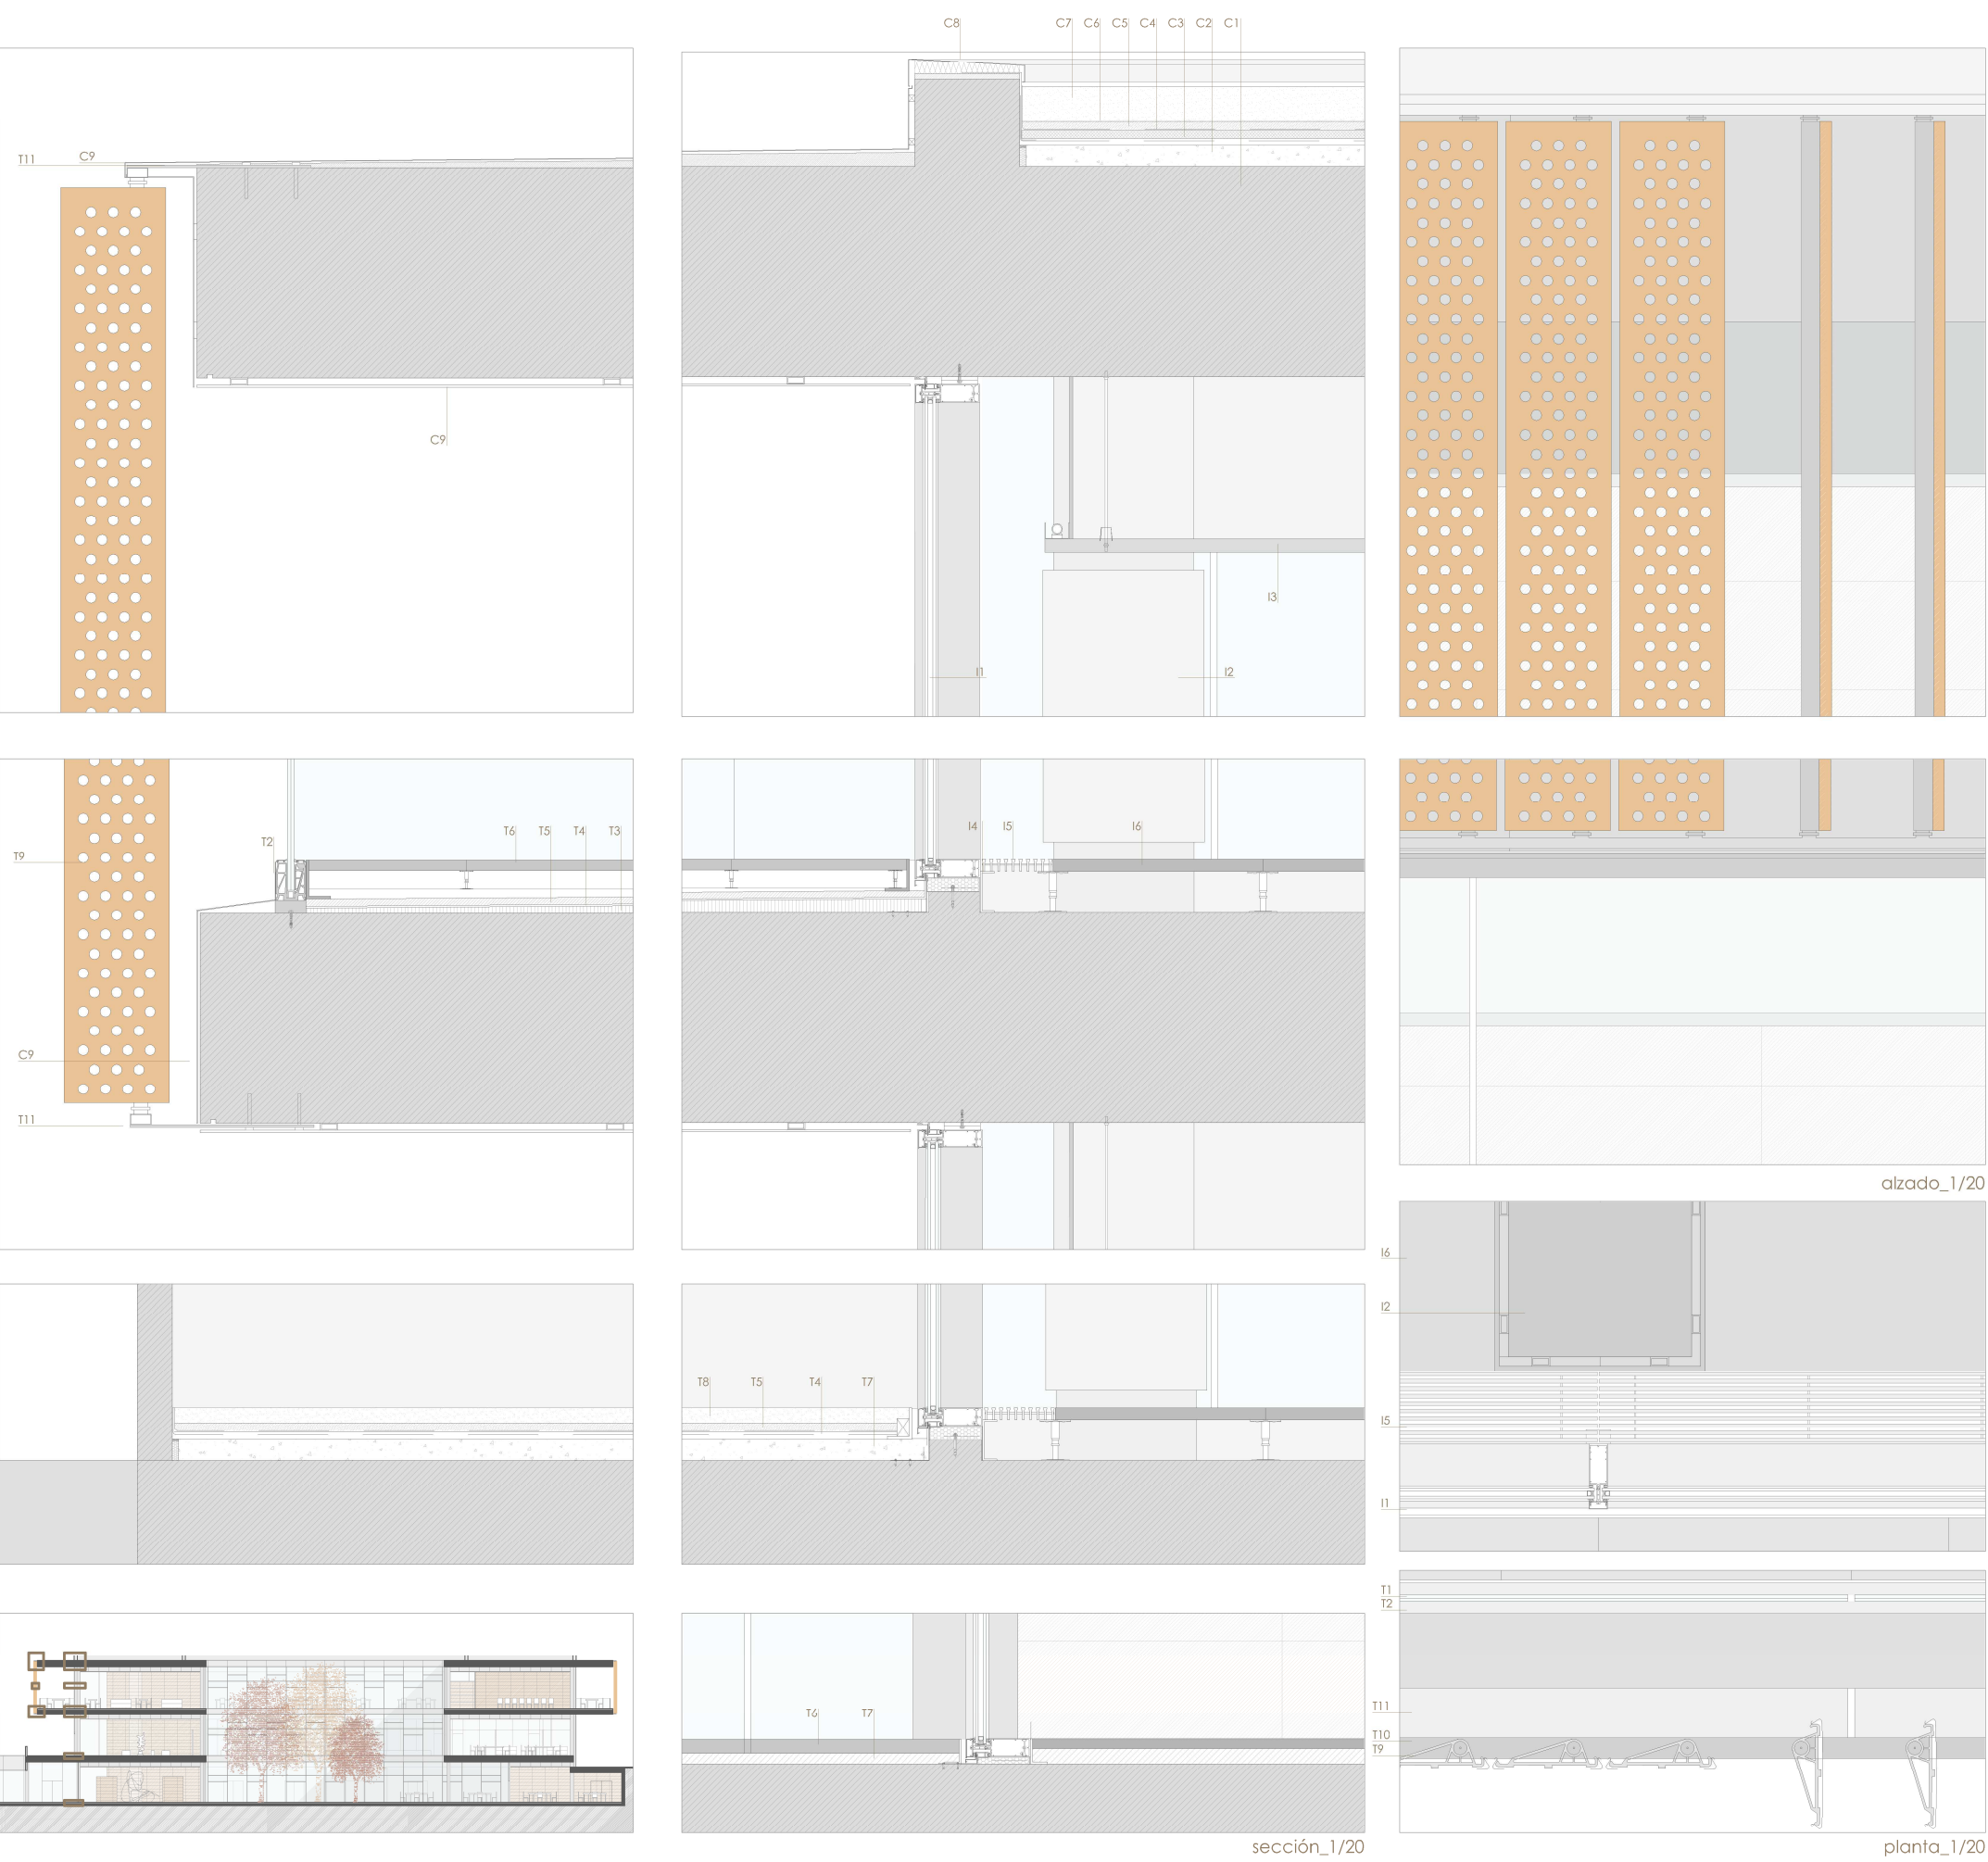 C8 C7 C6 C5 C4 C3 C2 C1
T11 C9
C9
I3
I1 I2
T2 T6 T5 T4 T3
I4 I5 I6
T9
C9
T11
alzado_1/20
I6
I2
T8 T5 T4 T7
I5
I1
T1
T2
T6 T7
T11
T10
T9
sección_1/20
planta_1/20